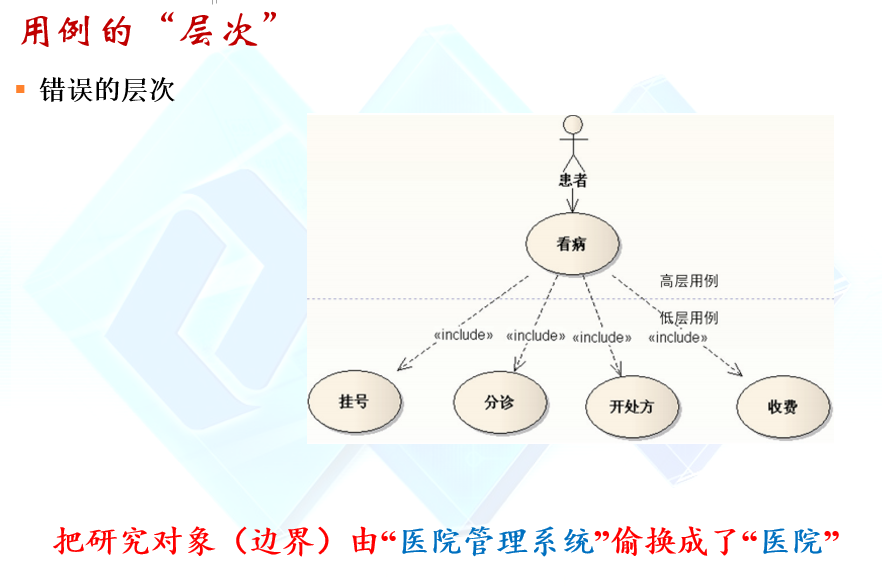 用例的“层次”
错误的层次
患者
看病
高层用例
低层用例
«include» «include» «include» «include»
挂号 分诊 开处方 收费
把研究对象（边界）由“医院管理系统”偷换成了“医院”